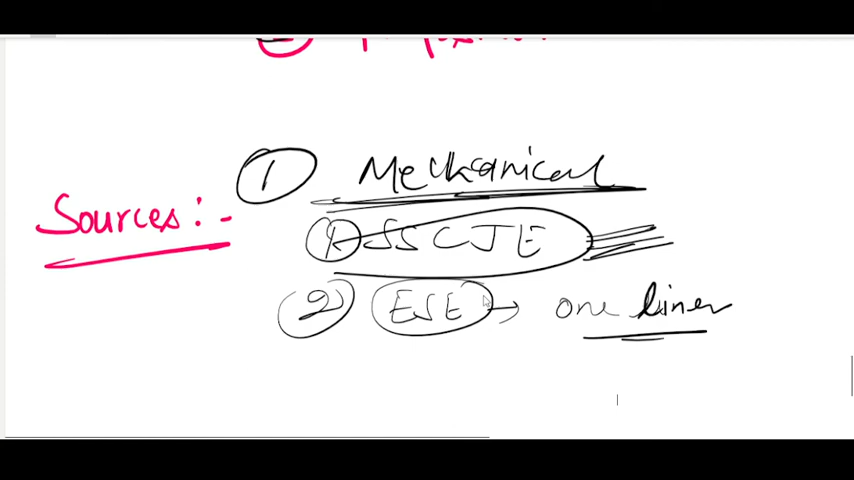 ① Mechanical
Sources:-
① SSC JE
② ESE → one liner